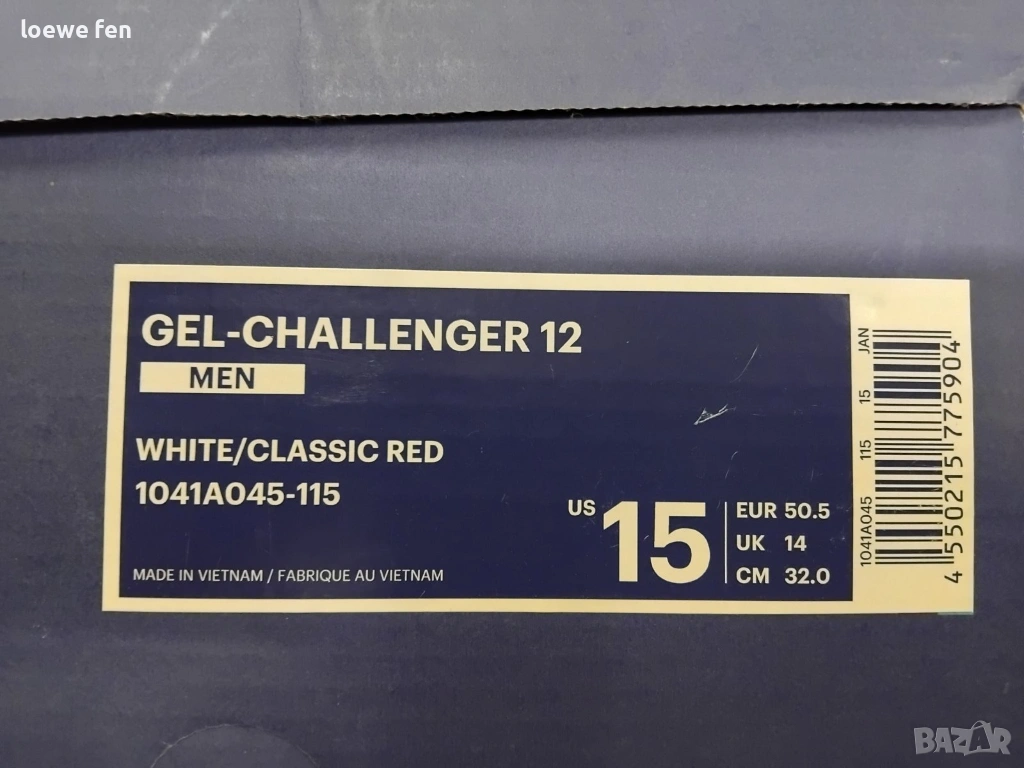 loewe fen
GEL-CHALLENGER 12
MEN
WHITE/CLASSIC RED
1041A045-115
MADE IN VIETNAM / FABRIQUE AU VIETNAM
US 15
EUR 50.5
UK 14
CM 32.0
1041A045 115 15 JAN
4 550215 775904
BAZAR